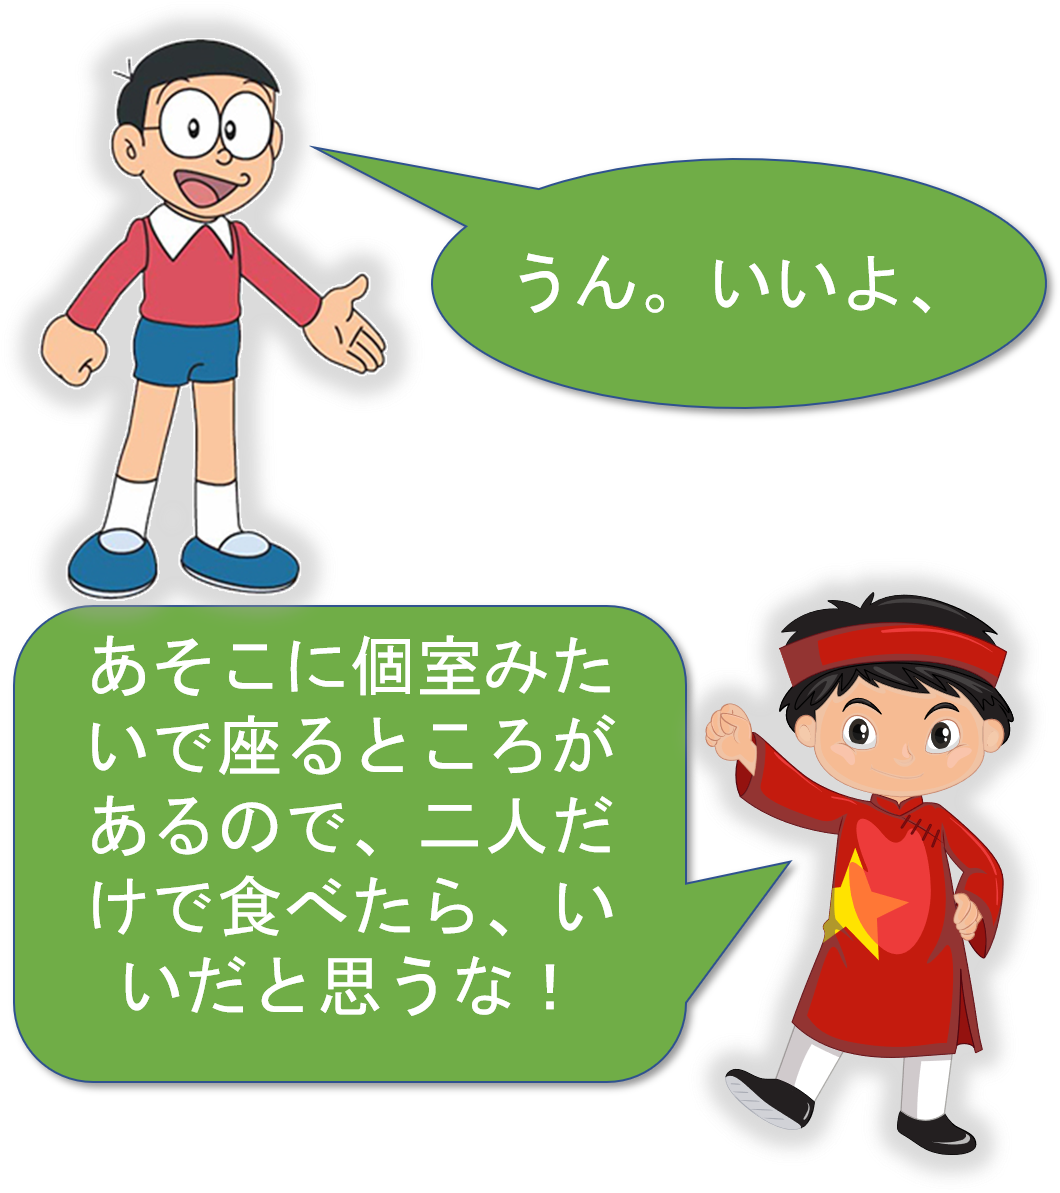 うん。いいよ、
あそこに個室みた
いで座るところが
あるので、二人だ
けで食べたら、い
いだと思うな！